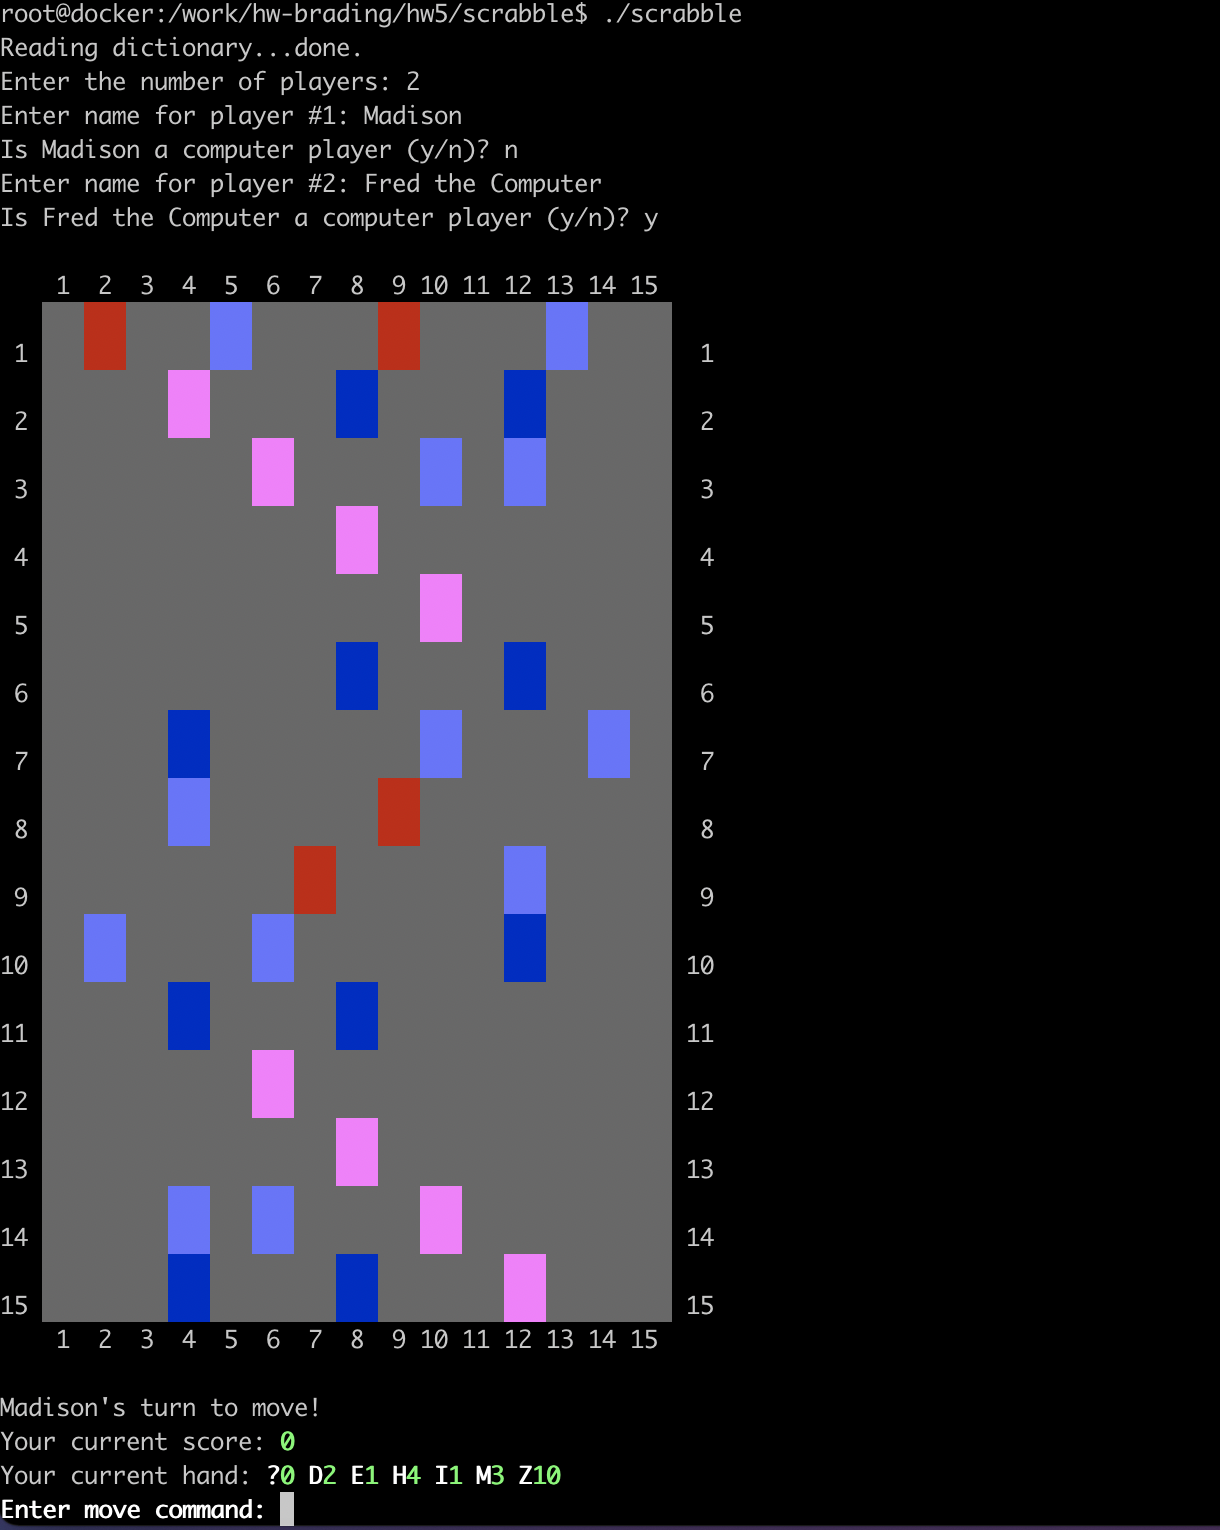 root@docker:/work/hw-brading/hw5/scrabble$ ./scrabble
Reading dictionary...done.
Enter the number of players: 2
Enter name for player #1: Madison
Is Madison a computer player (y/n)? n
Enter name for player #2: Fred the Computer
Is Fred the Computer a computer player (y/n)? y
1 2 3 4 5 6 7 8 9 10 11 12 13 14 15
1 1
2 2
3 3
4 4
5 5
6 6
7 7
8 8
9 9
10 10
11 11
12 12
13 13
14 14
15 15
1 2 3 4 5 6 7 8 9 10 11 12 13 14 15
Madison's turn to move!
Your current score: 0
Your current hand: ?0 D2 E1 H4 I1 M3 Z10
Enter move command: